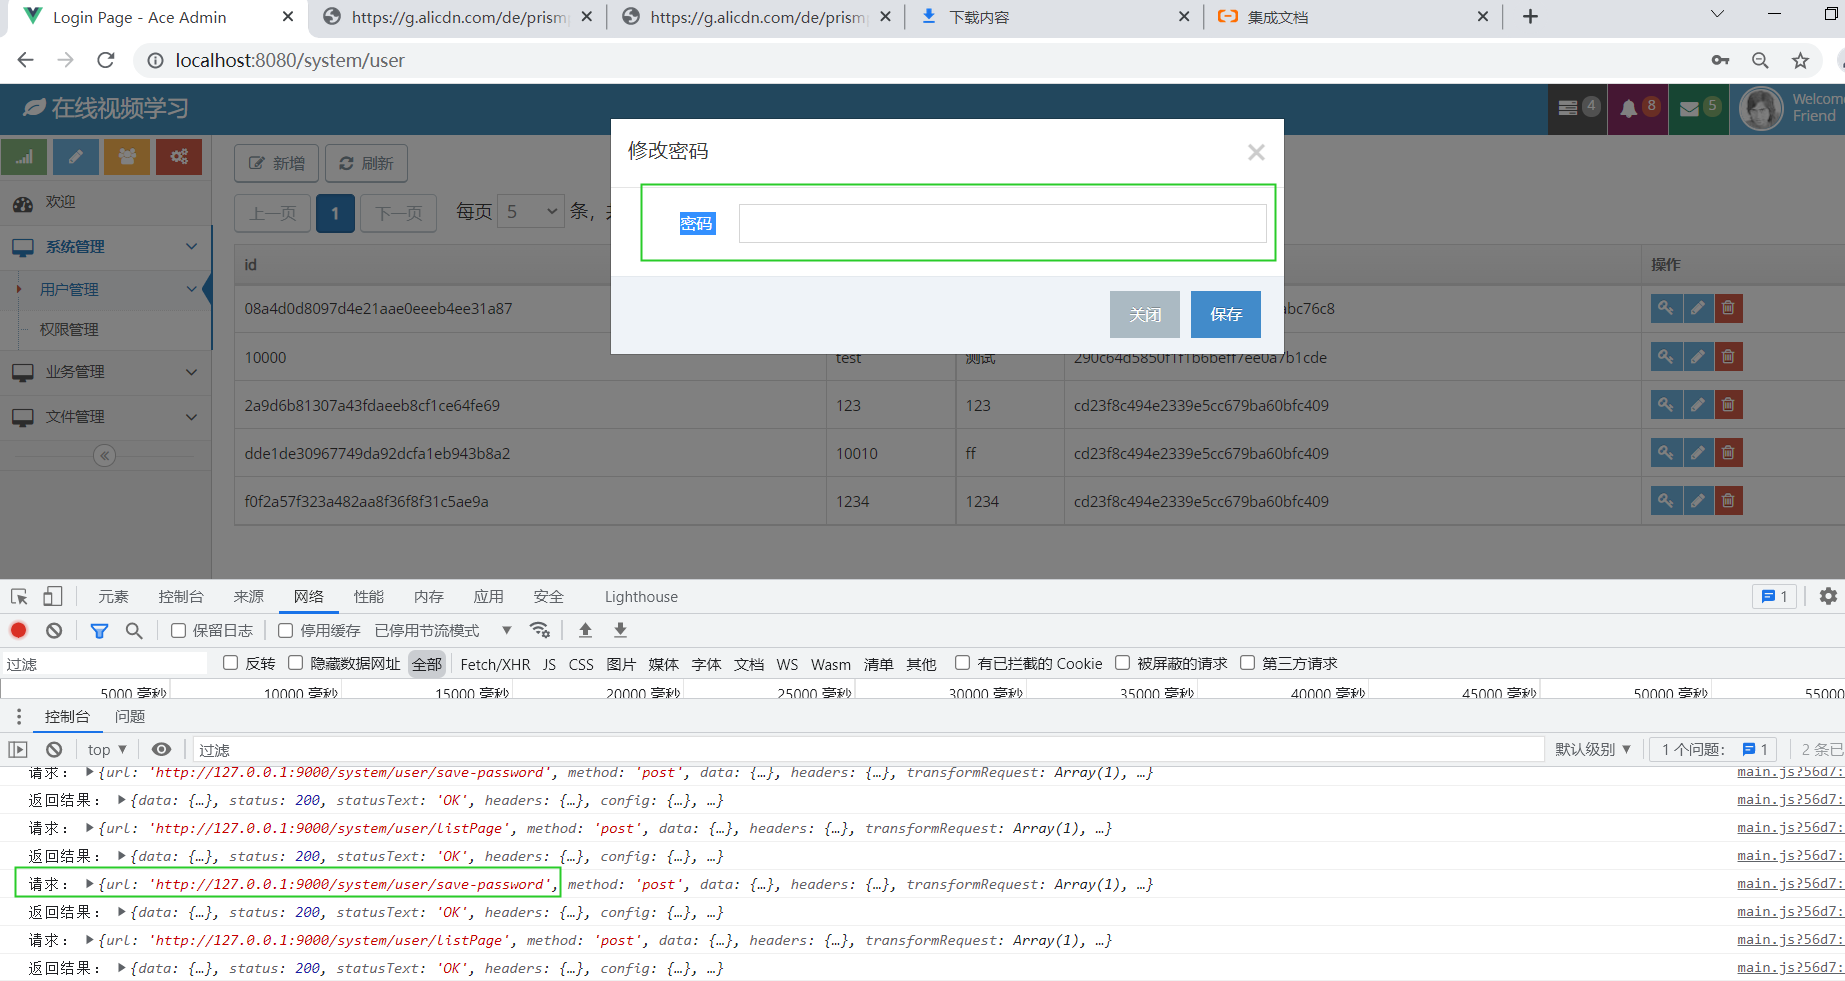 Login Page - Ace Admin
https://g.alicdn.com/de/prism
https://g.alicdn.com/de/prism
下载内容
集成文档
localhost:8080/system/user
在线视频学习
4
8
5
Welcome
Friend
修改密码
密码
关闭
保存
新增
刷新
欢迎
上一页
1
下一页
每页
5
条，
系统管理
用户管理
权限管理
业务管理
文件管理
id
操作
08a4d0d8097d4e21aae0eeeb4ee31a87
abc76c8
10000
test
测试
290c64d5850f1f1b6beff7ee0a7b1cde
2a9d6b81307a43fdaeeb8cf1ce64fe69
123
123
cd23f8c494e2339e5cc679ba60bfc409
dde1de30967749da92dcfa1eb943b8a2
10010
ff
cd23f8c494e2339e5cc679ba60bfc409
f0f2a57f323a482aa8f36f8f31c5ae9a
1234
1234
cd23f8c494e2339e5cc679ba60bfc409
元素
控制台
来源
网络
性能
内存
应用
安全
Lighthouse
1
保留日志
停用缓存
已停用节流模式
过滤
反转
隐藏数据网址
全部
Fetch/XHR
JS
CSS
图片
媒体
字体
文档
WS
Wasm
清单
其他
有已拦截的 Cookie
被屏蔽的请求
第三方请求
5000 毫秒
10000 毫秒
15000 毫秒
20000 毫秒
25000 毫秒
30000 毫秒
35000 毫秒
40000 毫秒
45000 毫秒
50000 毫秒
55000
控制台
问题
top
过滤
默认级别
1 个问题：
1
2 条已
请求： {url: 'http://127.0.0.1:9000/system/user/save-password', method: 'post', data: {…}, headers: {…}, transformRequest: Array(1), …}
main.js?56d7:
返回结果： {data: {…}, status: 200, statusText: 'OK', headers: {…}, config: {…}, …}
main.js?56d7:
请求： {url: 'http://127.0.0.1:9000/system/user/listPage', method: 'post', data: {…}, headers: {…}, transformRequest: Array(1), …}
main.js?56d7:
返回结果： {data: {…}, status: 200, statusText: 'OK', headers: {…}, config: {…}, …}
main.js?56d7:
请求： {url: 'http://127.0.0.1:9000/system/user/save-password', method: 'post', data: {…}, headers: {…}, transformRequest: Array(1), …}
main.js?56d7:
返回结果： {data: {…}, status: 200, statusText: 'OK', headers: {…}, config: {…}, …}
main.js?56d7:
请求： {url: 'http://127.0.0.1:9000/system/user/listPage', method: 'post', data: {…}, headers: {…}, transformRequest: Array(1), …}
main.js?56d7:
返回结果： {data: {…}, status: 200, statusText: 'OK', headers: {…}, config: {…}, …}
main.js?56d7: